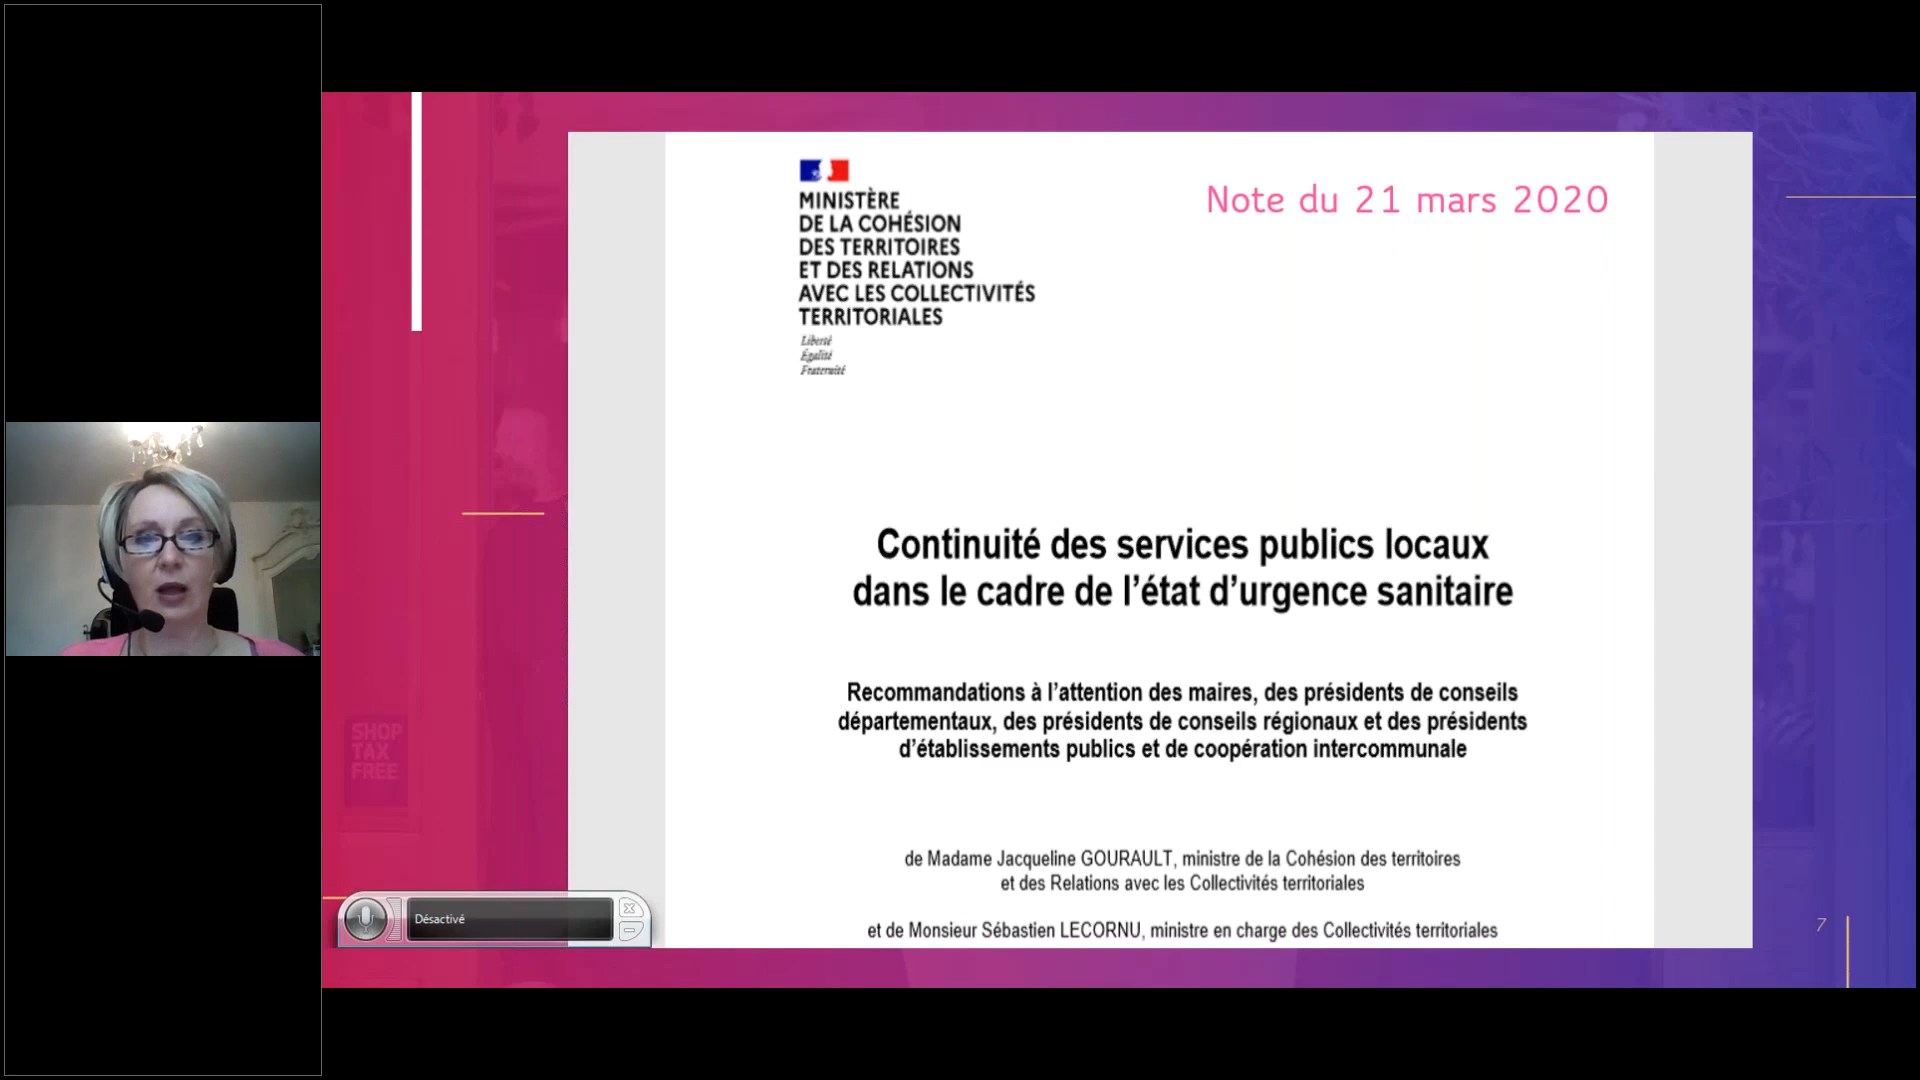 MINISTÈRE
DE LA COHÉSION
DES TERRITOIRES
ET DES RELATIONS
AVEC LES COLLECTIVITÉS
TERRITORIALES
Liberté
Égalité
Fraternité
Note du 21 mars 2020
Continuité des services publics locaux
dans le cadre de l’état d’urgence sanitaire
Recommandations à l’attention des maires, des présidents de conseils
départementaux, des présidents de conseils régionaux et des présidents
d’établissements publics et de coopération intercommunale
SHOP
TAX
FREE
de Madame Jacqueline GOURAULT, ministre de la Cohésion des territoires
et des Relations avec les Collectivités territoriales
et de Monsieur Sébastien LECORNU, ministre en charge des Collectivités territoriales
Désactivé
7